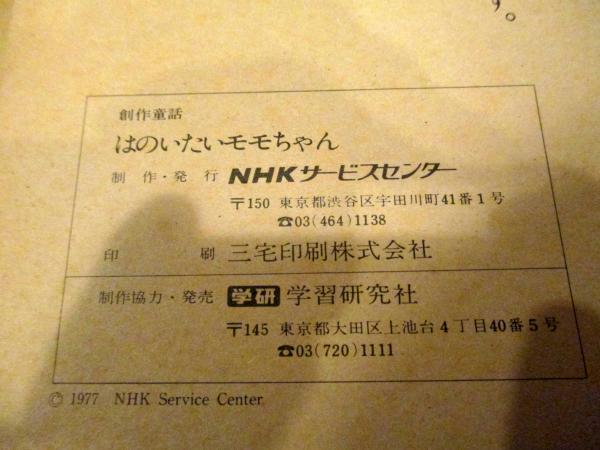 す。
創作童話
はのいたいモモちゃん
制作・発行 NHKサービスセンター
〒150 東京都渋谷区宇田川町41番1号
☎03(464)1138
印刷 三宅印刷株式会社
制作協力・発売 学研 学習研究社
〒145 東京都大田区上池台4丁目40番5号
☎03(720)1111
© 1977 NHK Service Center